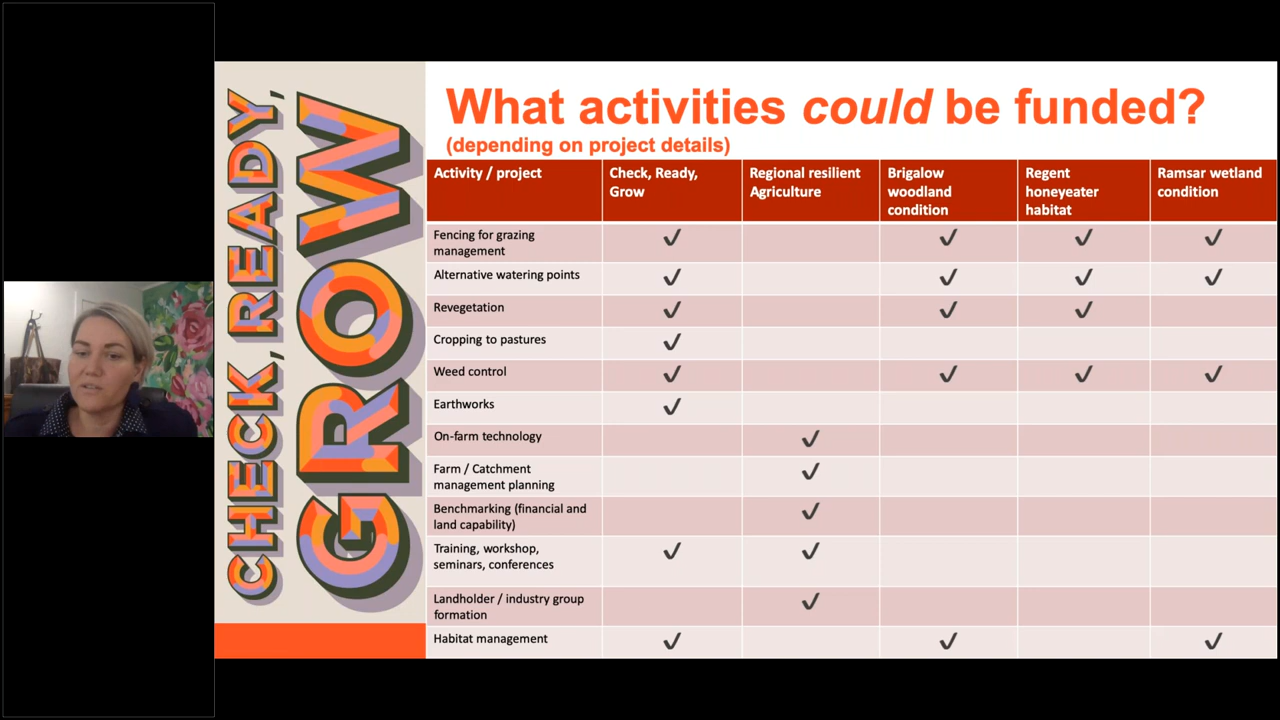 CHECK, READY,
GROW
What activities could be funded?
(depending on project details)
Activity / project
Check, Ready,
Grow
Regional resilient
Agriculture
Brigalow
woodland
condition
Regent
honeyeater
habitat
Ramsar wetland
condition
Fencing for grazing
management
✓ ✓ ✓ ✓
Alternative watering points
✓ ✓ ✓ ✓
Revegetation
✓ ✓ ✓
Cropping to pastures
✓
Weed control
✓ ✓ ✓ ✓
Earthworks
✓
On-farm technology
✓
Farm / Catchment
management planning
✓
Benchmarking (financial and
land capability)
✓
Training, workshop,
seminars, conferences
✓ ✓
Landholder / industry group
formation
✓
Habitat management
✓ ✓ ✓